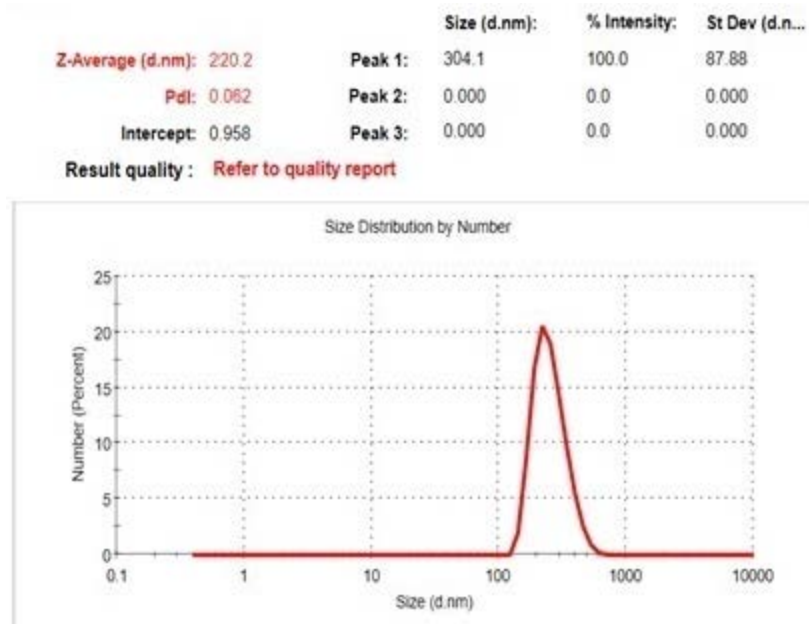 Size (d.nm): % Intensity: St Dev (d.n...
Z-Average (d.nm): 220.2 Peak 1: 304.1 100.0 87.88
PdI: 0.062 Peak 2: 0.000 0.0 0.000
Intercept: 0.958 Peak 3: 0.000 0.0 0.000
Result quality : Refer to quality report
Size Distribution by Number
Number (Percent)
25
20
15
10
5
0
0.1 1 10 100 1000 10000
Size (d.nm)